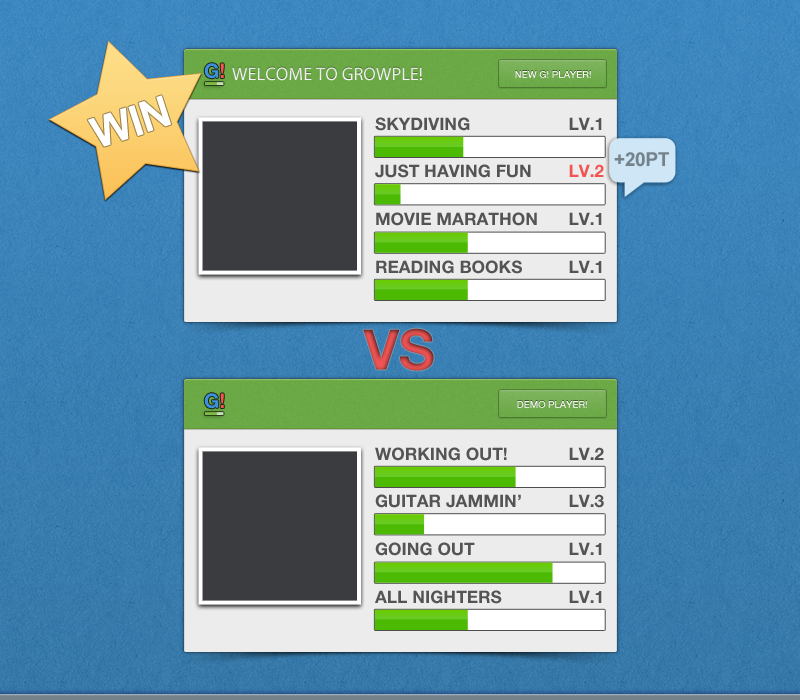 WIN
G! WELCOME TO GROWPLE!
NEW G! PLAYER!
SKYDIVING LV.1
JUST HAVING FUN LV.2
+20PT
MOVIE MARATHON LV.1
READING BOOKS LV.1
VS
G!
DEMO PLAYER!
WORKING OUT! LV.2
GUITAR JAMMIN’ LV.3
GOING OUT LV.1
ALL NIGHTERS LV.1